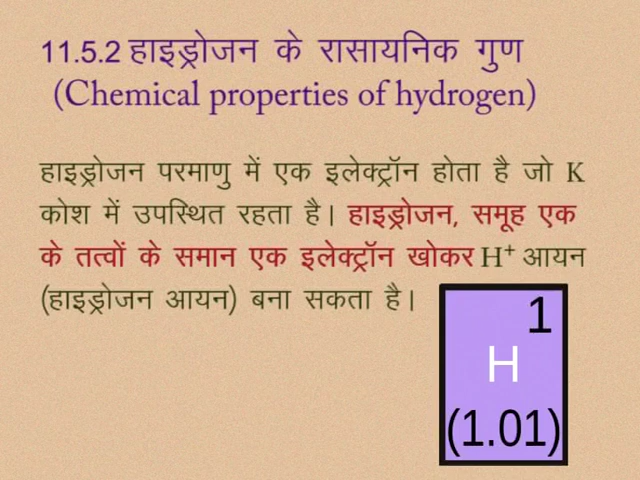 11.5.2 हाइड्रोजन के रासायनिक गुण
(Chemical properties of hydrogen)
हाइड्रोजन परमाणु में एक इलेक्ट्रॉन होता है जो K
कोश में उपस्थित रहता है। हाइड्रोजन, समूह एक
के तत्वों के समान एक इलेक्ट्रॉन खोकर H⁺ आयन
(हाइड्रोजन आयन) बना सकता है।
1
H
(1.01)